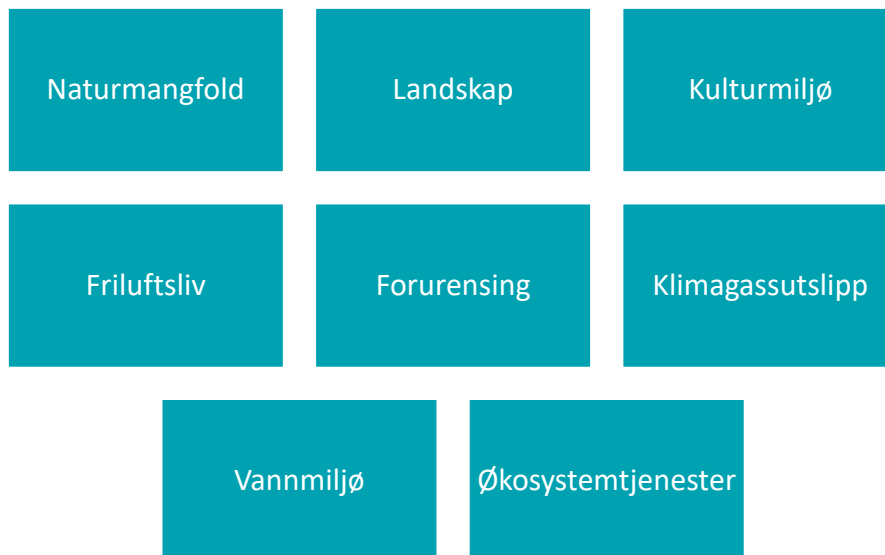 Naturmangfold
Landskap
Kulturmiljø
Friluftsliv
Forurensing
Klimagassutslipp
Vannmiljø
Økosystemtjenester